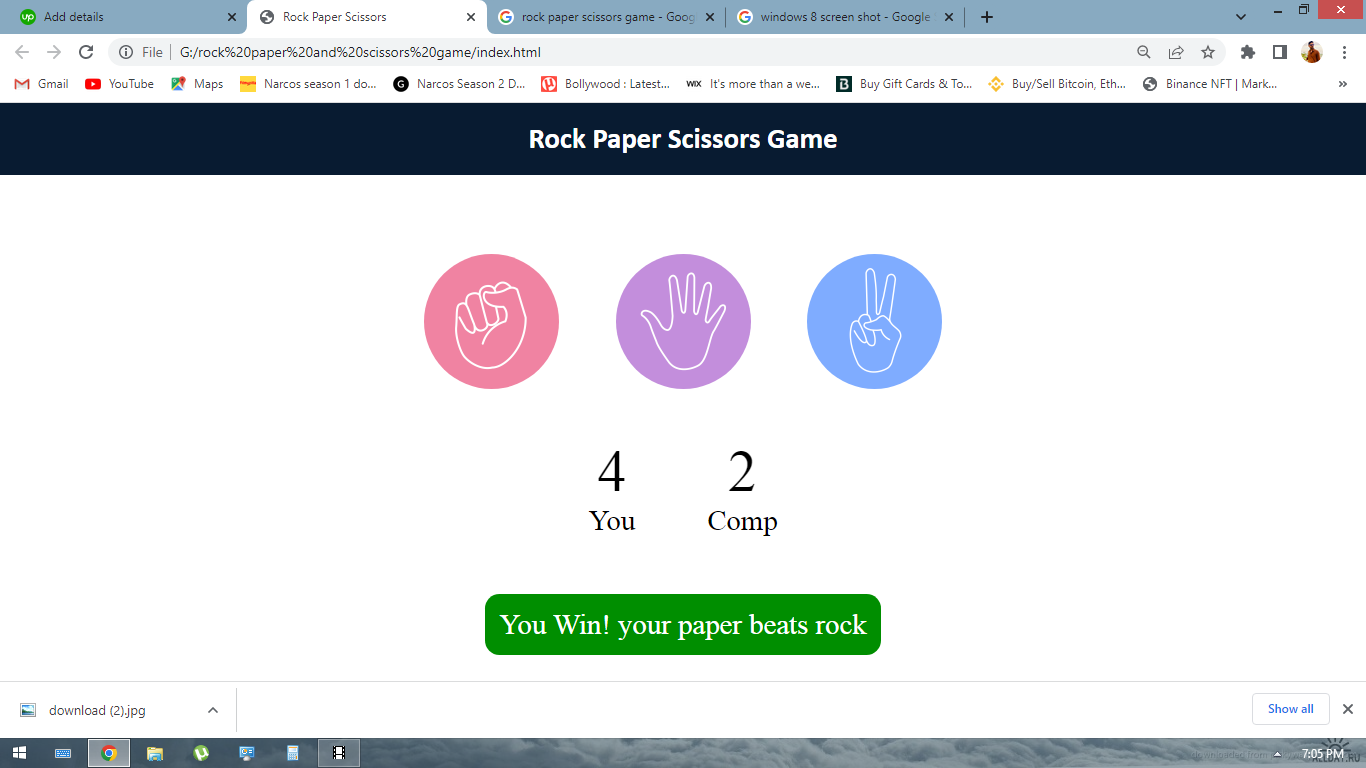 up Add details
Rock Paper Scissors
rock paper scissors game - Goog
windows 8 screen shot - Google
File
G:/rock%20paper%20and%20scissors%20game/index.html
Gmail
YouTube
Maps
Narcos season 1 do...
G Narcos Season 2 D...
Bollywood : Latest...
WIX It's more than a we...
B Buy Gift Cards & To...
Buy/Sell Bitcoin, Eth...
Binance NFT | Mark...
Rock Paper Scissors Game
4 2
You Comp
You Win! your paper beats rock
download (2).jpg
Show all
7:05 PM